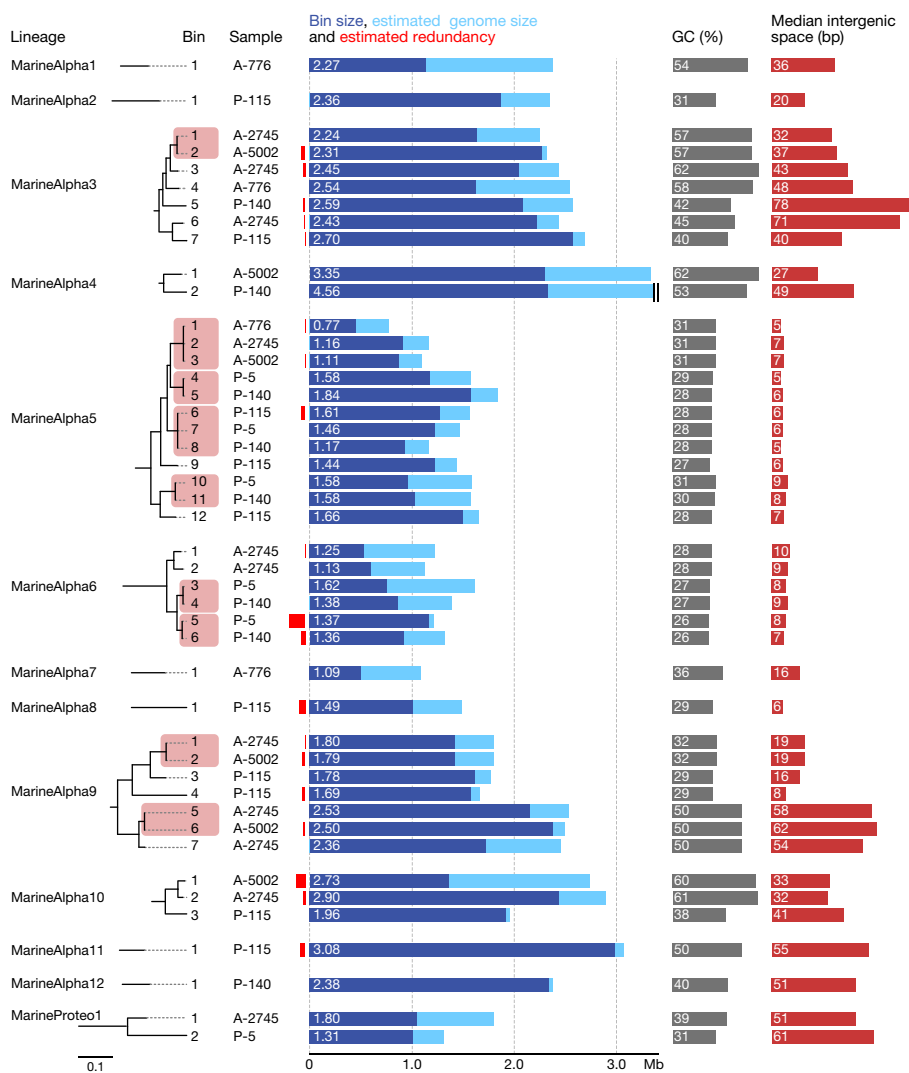 Lineage Bin Sample Bin size, estimated genome size and estimated redundancy GC (%) Median intergenic space (bp)
MarineAlpha1 1 A-776 2.27 54 36
MarineAlpha2 1 P-115 2.36 31 20
MarineAlpha3
1 A-2745 2.24 57 32
2 A-5002 2.31 57 37
3 A-2745 2.45 62 43
4 A-776 2.54 58 48
5 P-140 2.59 42 78
6 A-2745 2.43 45 71
7 P-115 2.70 40 40
MarineAlpha4
1 A-5002 3.35 62 27
2 P-140 4.56 53 49
MarineAlpha5
1 A-776 0.77 31 5
2 A-2745 1.16 31 7
3 A-5002 1.11 31 7
4 P-5 1.58 29 5
5 P-140 1.84 28 6
6 P-115 1.61 28 6
7 P-5 1.46 28 6
8 P-140 1.17 28 5
9 P-115 1.44 27 6
10 P-5 1.58 31 9
11 P-140 1.58 30 8
12 P-115 1.66 28 7
MarineAlpha6
1 A-2745 1.25 28 10
2 A-2745 1.13 28 9
3 P-5 1.62 27 8
4 P-140 1.38 27 9
5 P-5 1.37 26 8
6 P-140 1.36 26 7
MarineAlpha7 1 A-776 1.09 36 16
MarineAlpha8 1 P-115 1.49 29 6
MarineAlpha9
1 A-2745 1.80 32 19
2 A-5002 1.79 32 19
3 P-115 1.78 29 16
4 P-115 1.69 29 8
5 A-2745 2.53 50 58
6 A-5002 2.50 50 62
7 A-2745 2.36 50 54
MarineAlpha10
1 A-5002 2.73 60 33
2 A-2745 2.90 61 32
3 P-115 1.96 38 41
MarineAlpha11 1 P-115 3.08 50 55
MarineAlpha12 1 P-140 2.38 40 51
MarineProteo1
1 A-2745 1.80 39 51
2 P-5 1.31 31 61
0.1
0 1.0 2.0 3.0 Mb